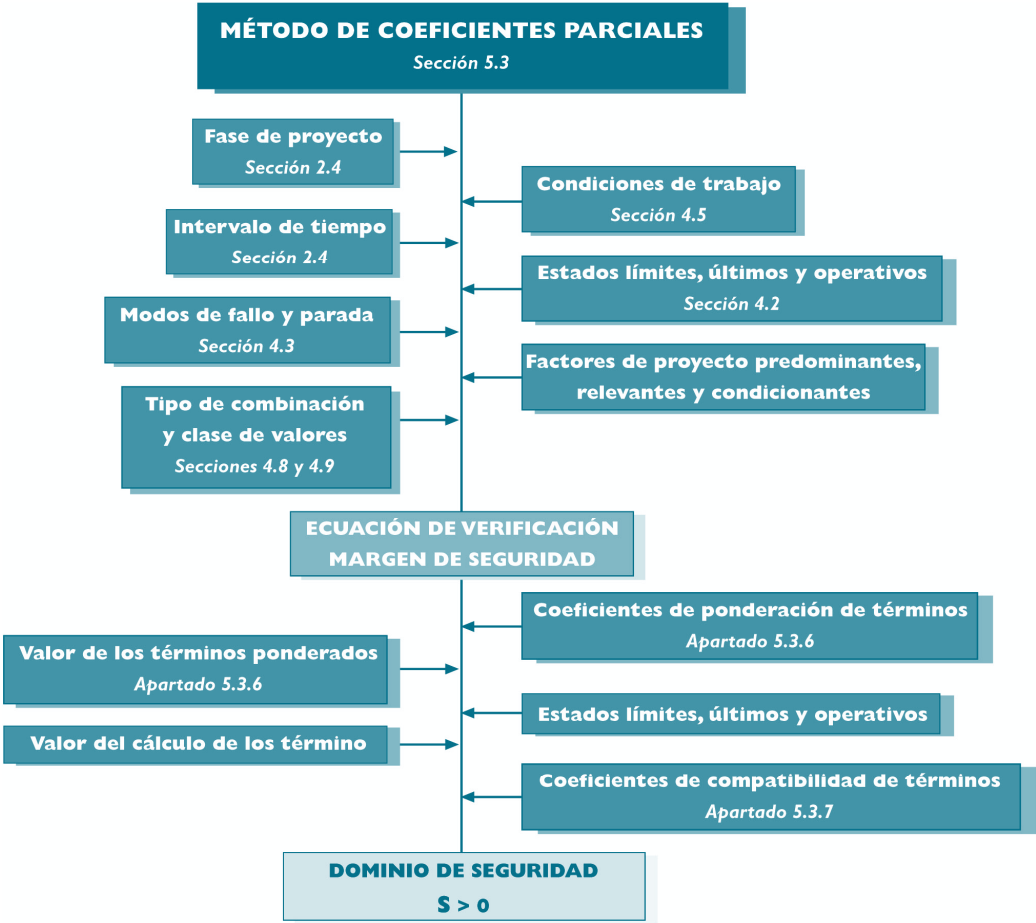 MÉTODO DE COEFICIENTES PARCIALES
Sección 5.3
Fase de proyecto
Sección 2.4
Condiciones de trabajo
Sección 4.5
Intervalo de tiempo
Sección 2.4
Estados límites, últimos y operativos
Sección 4.2
Modos de fallo y parada
Sección 4.3
Factores de proyecto predominantes,
relevantes y condicionantes
Tipo de combinación
y clase de valores
Secciones 4.8 y 4.9
ECUACIÓN DE VERIFICACIÓN
MARGEN DE SEGURIDAD
Coeficientes de ponderación de términos
Apartado 5.3.6
Valor de los términos ponderados
Apartado 5.3.6
Estados límites, últimos y operativos
Valor del cálculo de los término
Coeficientes de compatibilidad de términos
Apartado 5.3.7
DOMINIO DE SEGURIDAD
S > 0